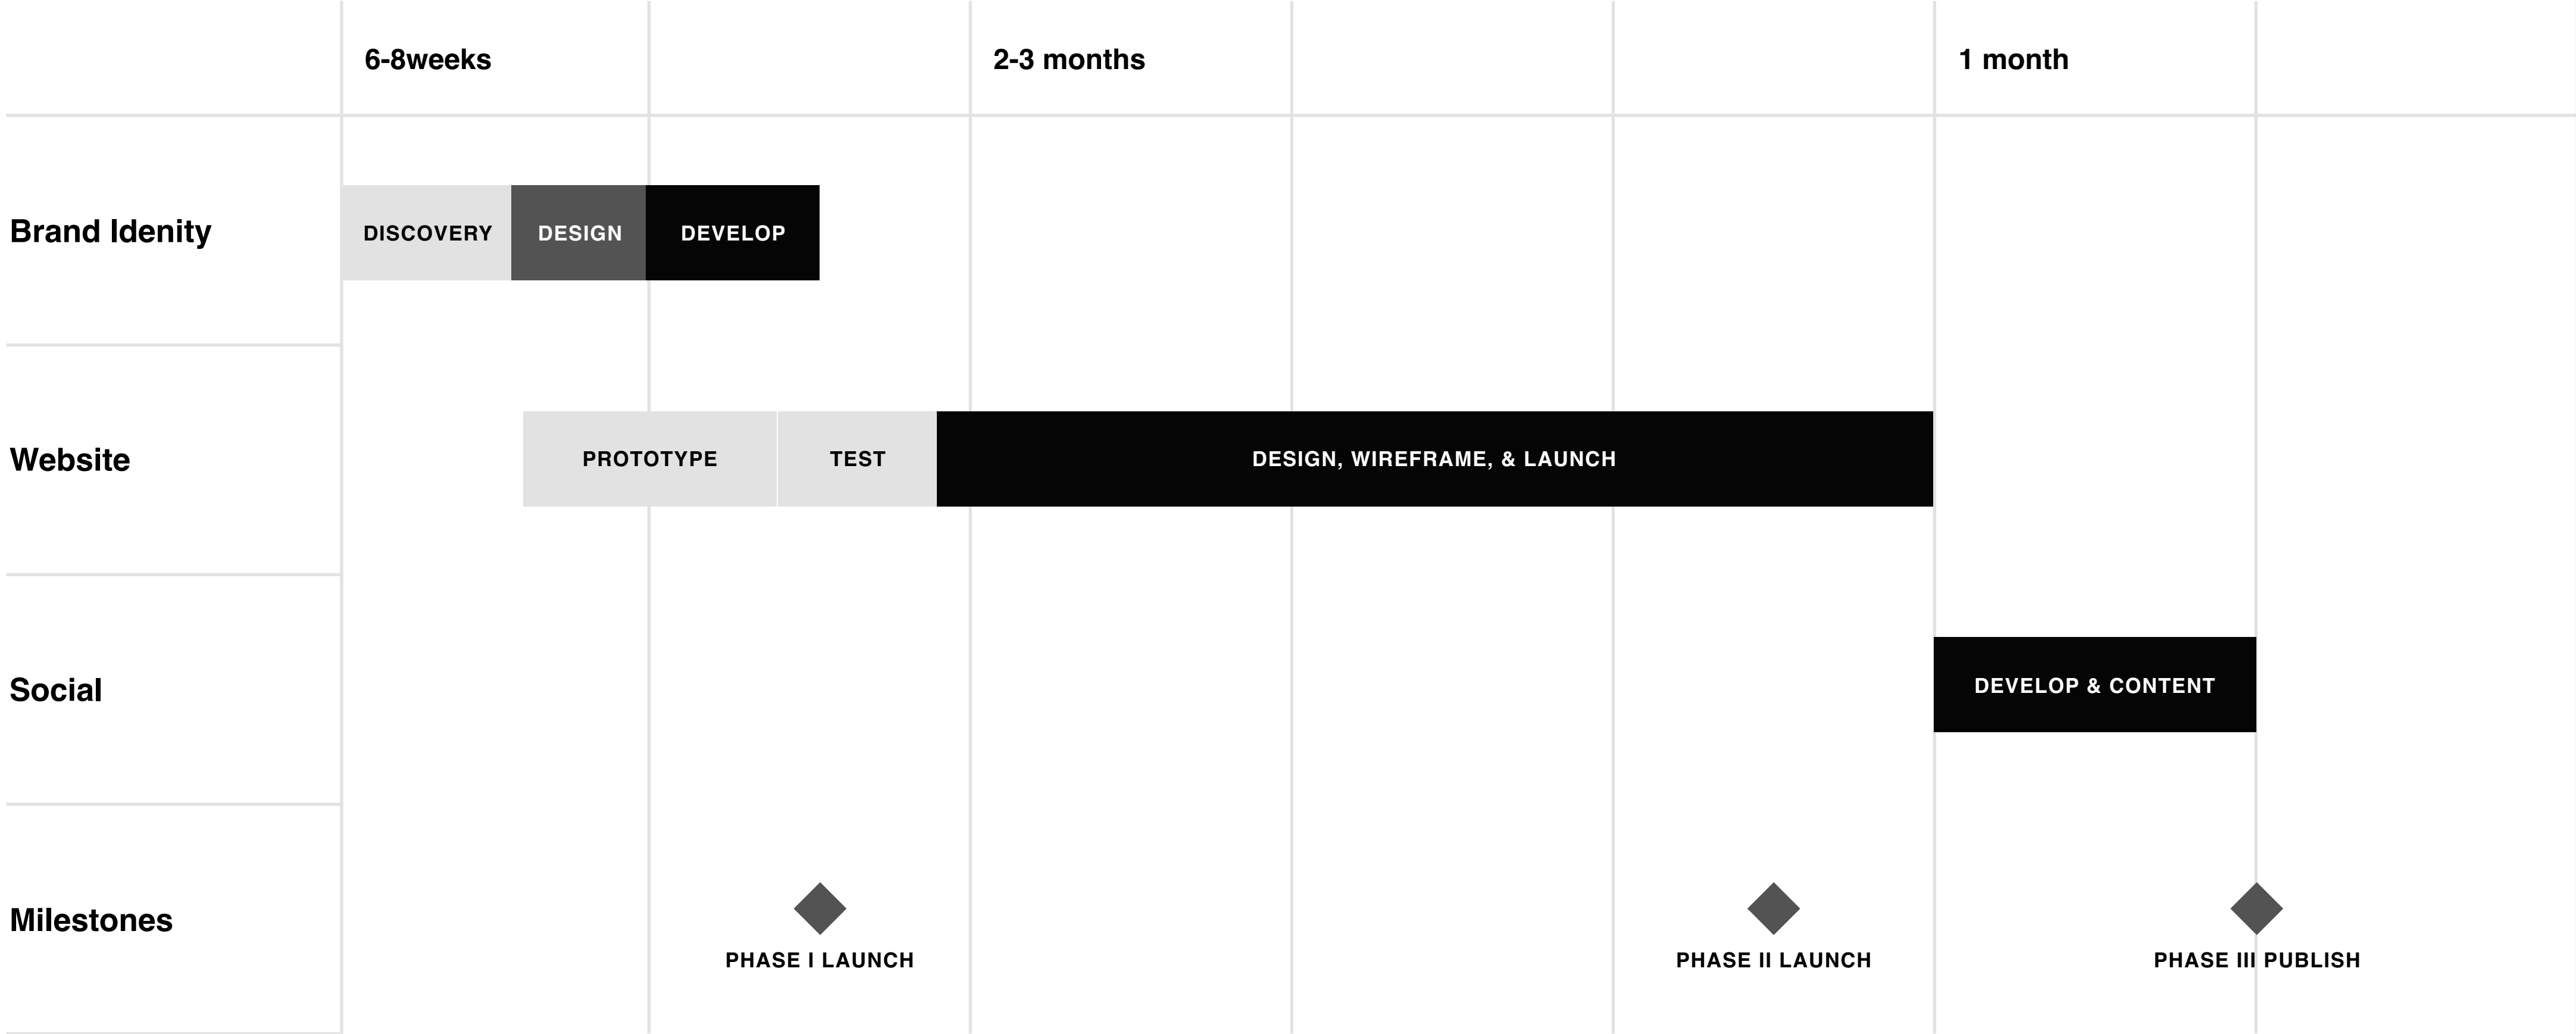 6-8weeks
2-3 months
1 month
Brand Idenity
DISCOVERY
DESIGN
DEVELOP
Website
PROTOTYPE
TEST
DESIGN, WIREFRAME, & LAUNCH
Social
DEVELOP & CONTENT
Milestones
PHASE I LAUNCH
PHASE II LAUNCH
PHASE III PUBLISH